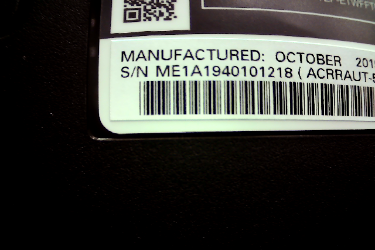 MANUFACTURED: OCTOBER
S/N ME1A1940101218 ( ACRRAUT-